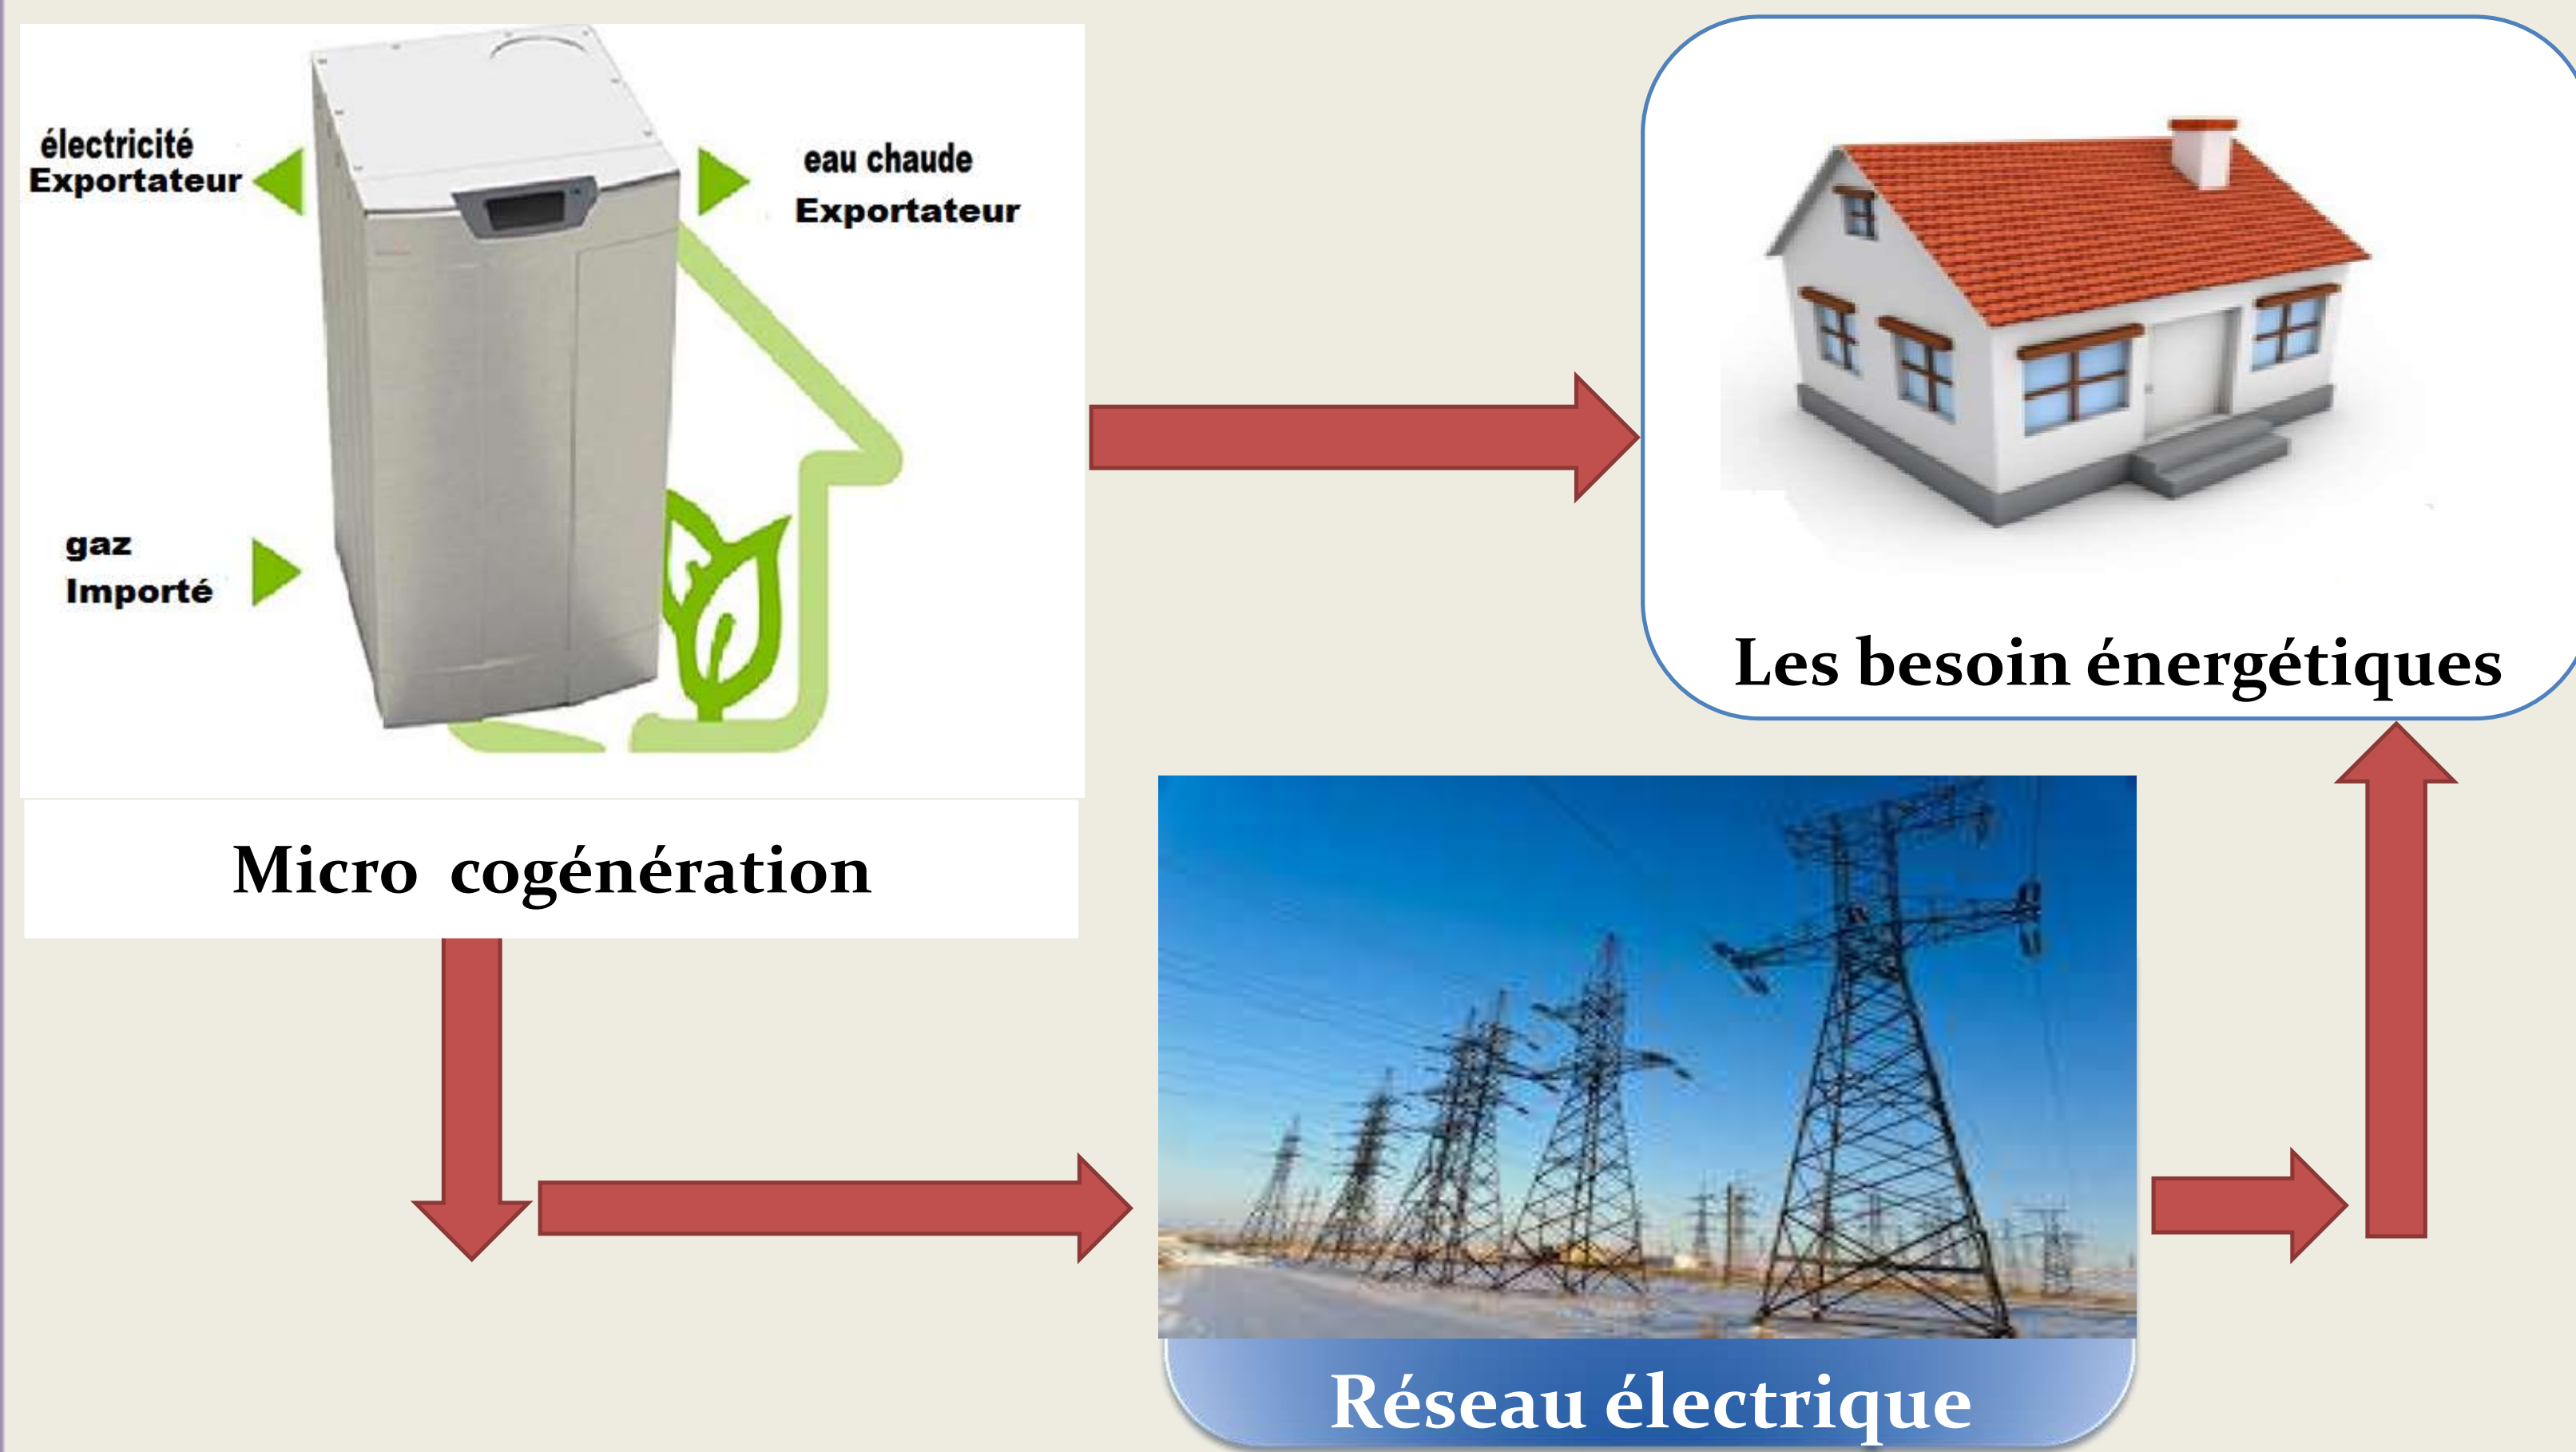 électricité
Exportateur
eau chaude
Exportateur
gaz
Importé
Micro cogénération
Les besoin énergétiques
Réseau électrique